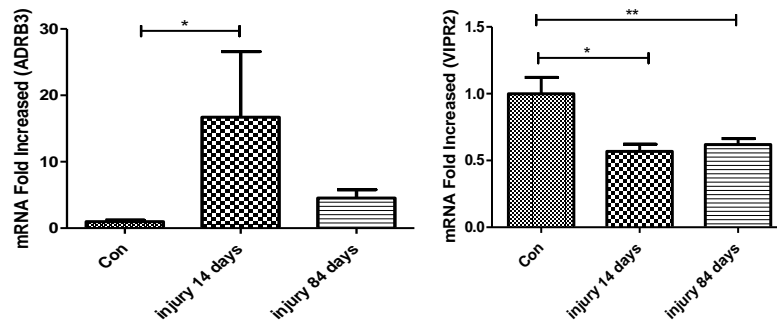 mRNA Fold Increased (ADRB3)
30
20
10
0
*
Con
injury 14 days
injury 84 days
mRNA Fold Increased (VIPR2)
1.5
1.0
0.5
0.0
**
*
Con
injury 14 days
injury 84 days